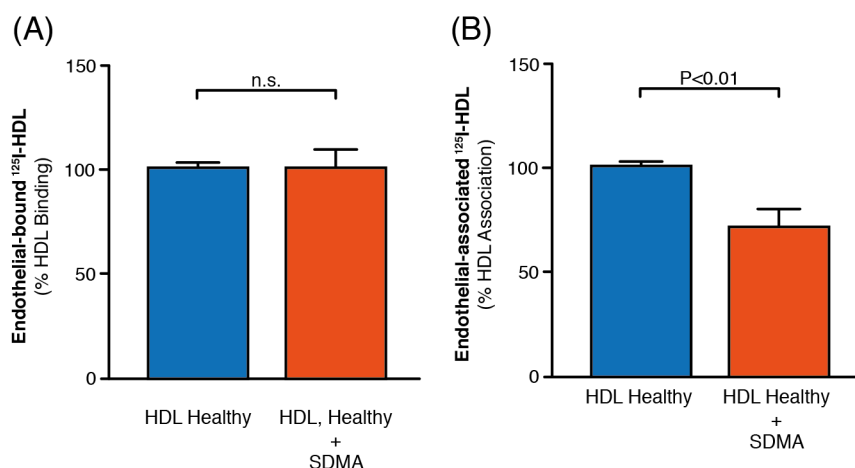 (A)
150
100
50
0
Endothelial-bound ¹²⁵I-HDL
(% HDL Binding)
n.s.
HDL Healthy
HDL, Healthy
+
SDMA
(B)
150
100
50
0
Endothelial-associated ¹²⁵I-HDL
(% HDL Association)
P<0.01
HDL Healthy
HDL Healthy
+
SDMA